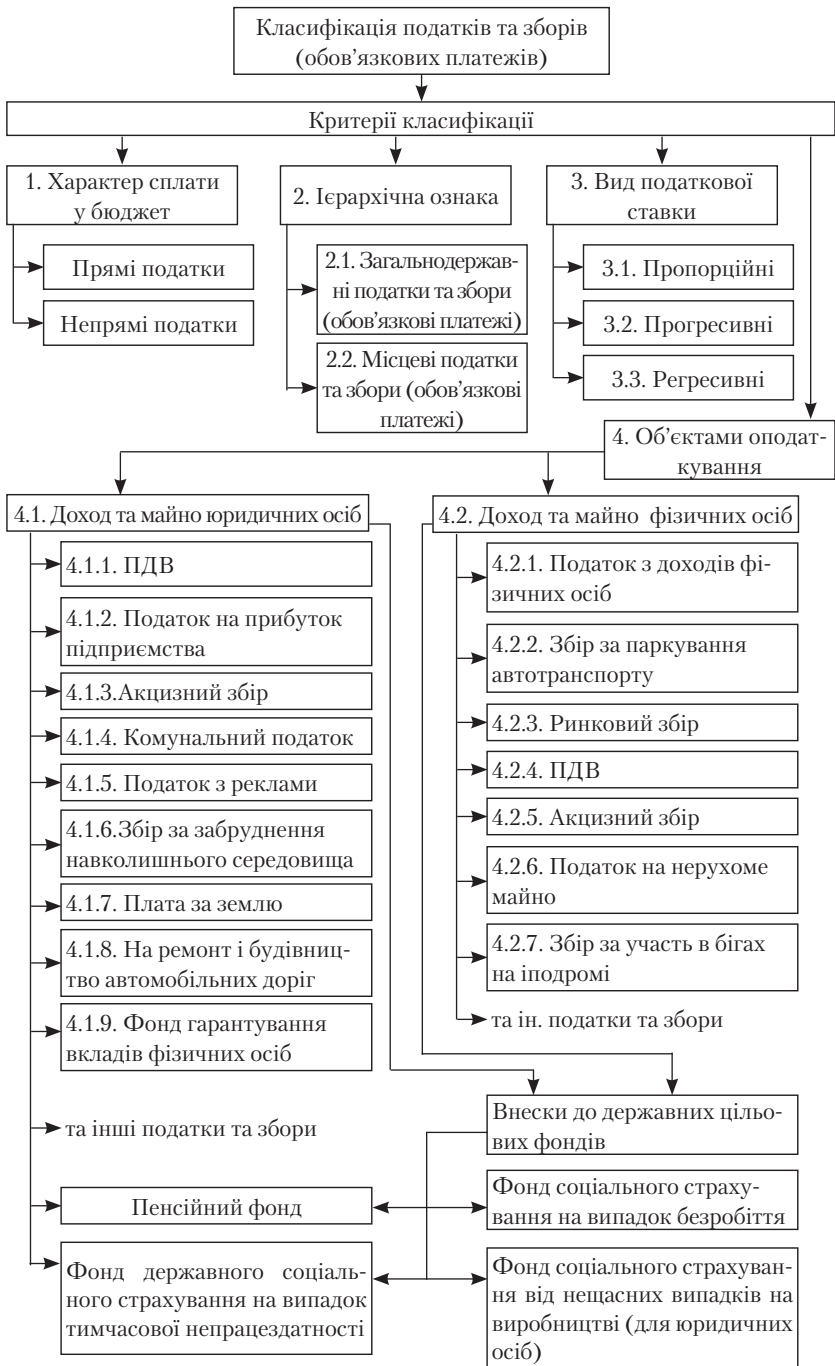 Класифікація податків та зборів
(обов’язкових платежів)
Критерії класифікації
1. Характер сплати
у бюджет
Прямі податки
Непрямі податки
2. Ієрархічна ознака
2.1. Загальнодержав-
ні податки та збори
(обов’язкові платежі)
2.2. Місцеві податки
та збори (обов’язкові
платежі)
3. Вид податкової
ставки
3.1. Пропорційні
3.2. Прогресивні
3.3. Регресивні
4. Об’єктами оподат-
кування
4.1. Доход та майно юридичних осіб
4.1.1. ПДВ
4.1.2. Податок на прибуток
підприємства
4.1.3.Акцизний збір
4.1.4. Комунальний податок
4.1.5. Податок з реклами
4.1.6.Збір за забруднення
навколишнього середовища
4.1.7. Плата за землю
4.1.8. На ремонт і будівниц-
тво автомобільних доріг
4.1.9. Фонд гарантування
вкладів фізичних осіб
та інші податки та збори
4.2. Доход та майно фізичних осіб
4.2.1. Податок з доходів фі-
зичних осіб
4.2.2. Збір за паркування
автотранспорту
4.2.3. Ринковий збір
4.2.4. ПДВ
4.2.5. Акцизний збір
4.2.6. Податок на нерухоме
майно
4.2.7. Збір за участь в бігах
на іподромі
та ін. податки та збори
Внески до державних цільо-
вих фондів
Пенсійний фонд
Фонд соціального страху-
вання на випадок безробіття
Фонд державного соціаль-
ного страхування на випадок
тимчасової непрацездатності
Фонд соціального страхуван-
ня від нещасних випадків на
виробництві (для юридичних
осіб)